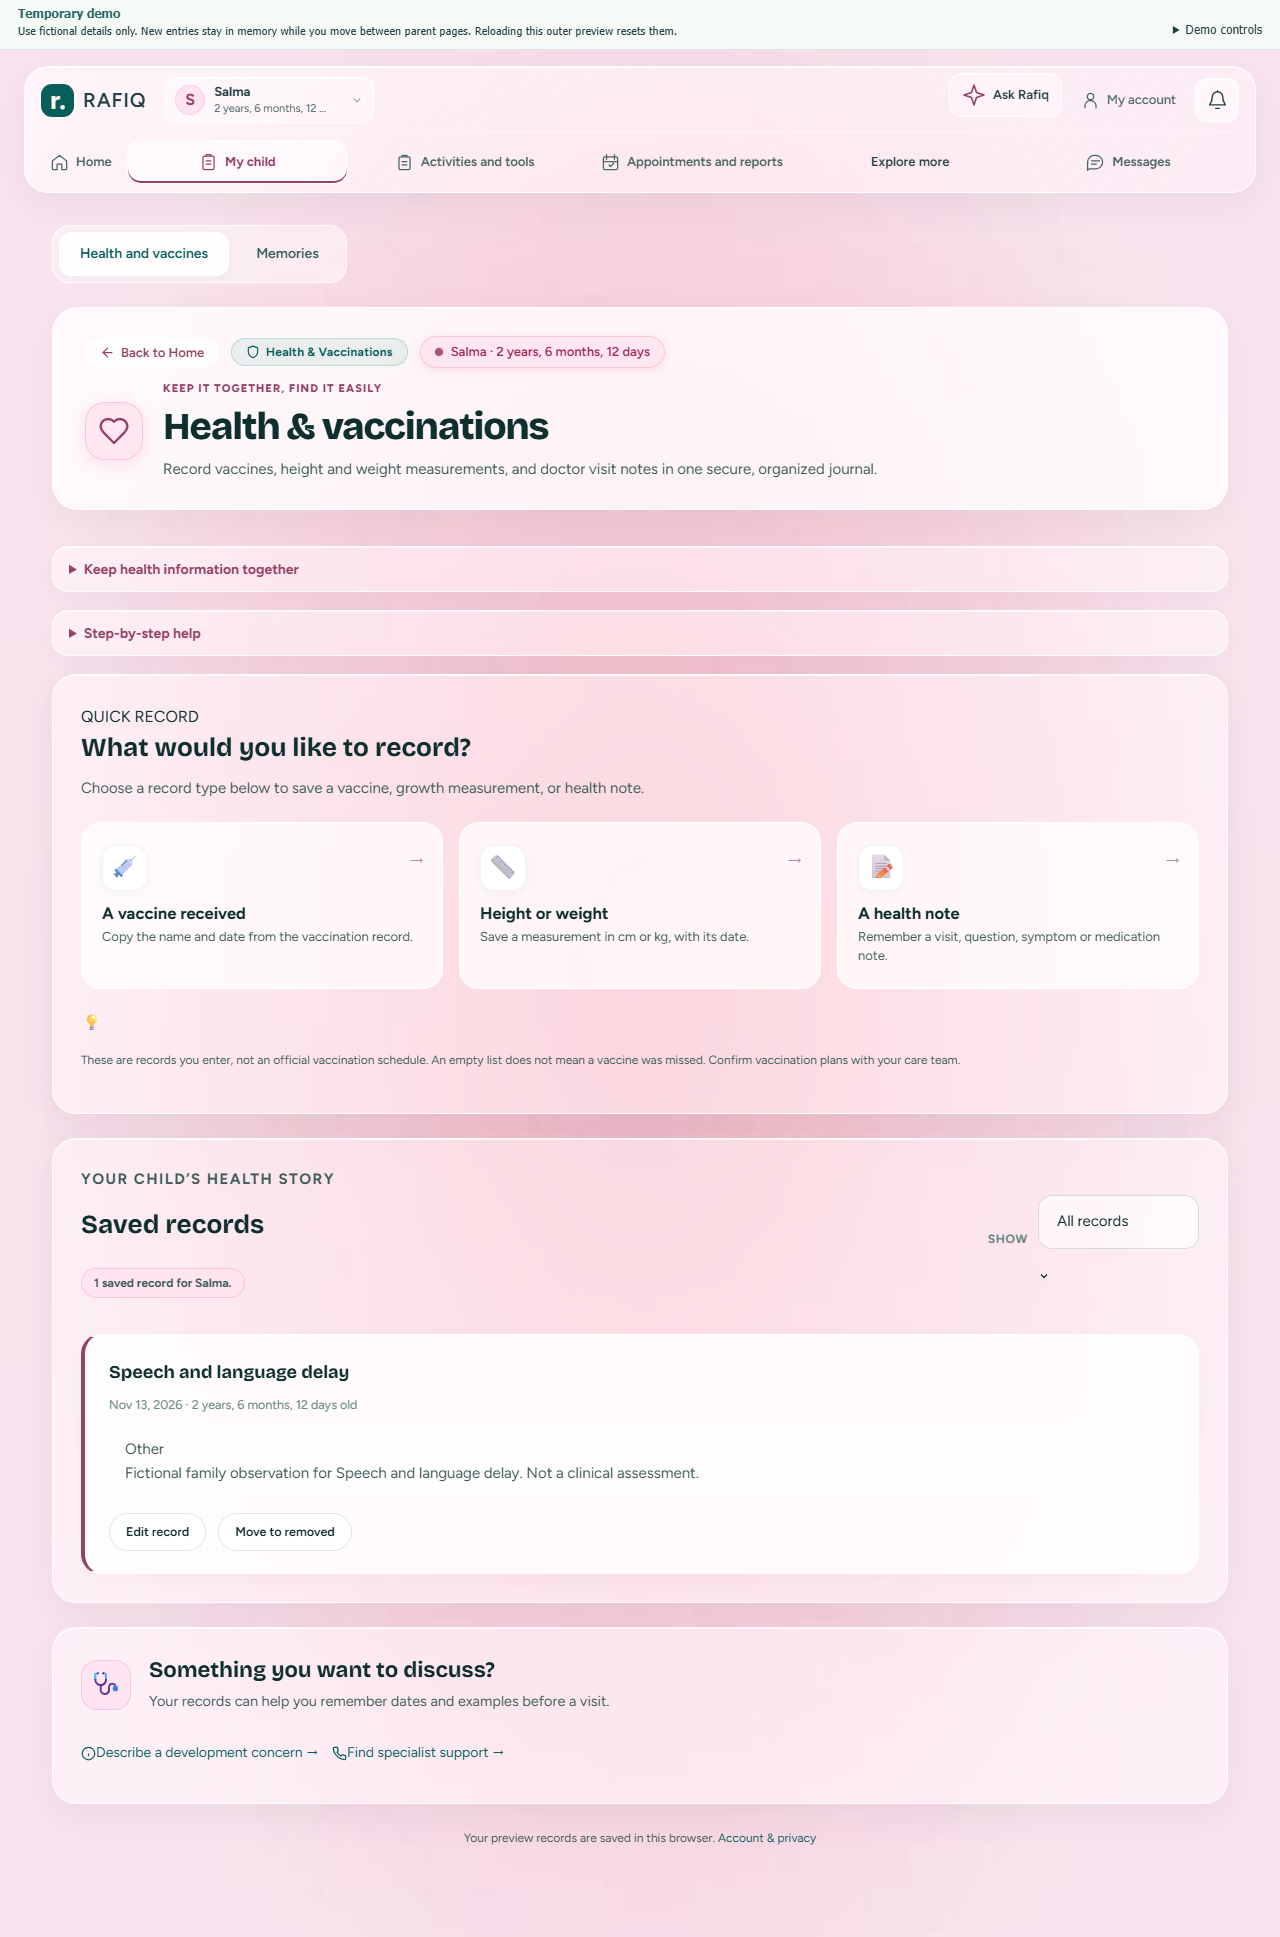 Temporary demo
Use fictional details only. New entries stay in memory while you move between parent pages. Reloading this outer preview resets them.
Demo controls
r. RAFIQ
S
Salma
2 years, 6 months, 12 ...
Ask Rafiq
My account
Home
My child
Activities and tools
Appointments and reports
Explore more
Messages
Health and vaccines
Memories
Back to Home
Health & Vaccinations
Salma · 2 years, 6 months, 12 days
KEEP IT TOGETHER, FIND IT EASILY
Health & vaccinations
Record vaccines, height and weight measurements, and doctor visit notes in one secure, organized journal.
Keep health information together
Step-by-step help
QUICK RECORD
What would you like to record?
Choose a record type below to save a vaccine, growth measurement, or health note.
→
A vaccine received
Copy the name and date from the vaccination record.
→
Height or weight
Save a measurement in cm or kg, with its date.
→
A health note
Remember a visit, question, symptom or medication
note.
These are records you enter, not an official vaccination schedule. An empty list does not mean a vaccine was missed. Confirm vaccination plans with your care team.
YOUR CHILD'S HEALTH STORY
Saved records
SHOW
All records
1 saved record for Salma.
Speech and language delay
Nov 13, 2026 · 2 years, 6 months, 12 days old
Other
Fictional family observation for Speech and language delay. Not a clinical assessment.
Edit record
Move to removed
Something you want to discuss?
Your records can help you remember dates and examples before a visit.
Describe a development concern →
Find specialist support →
Your preview records are saved in this browser. Account & privacy